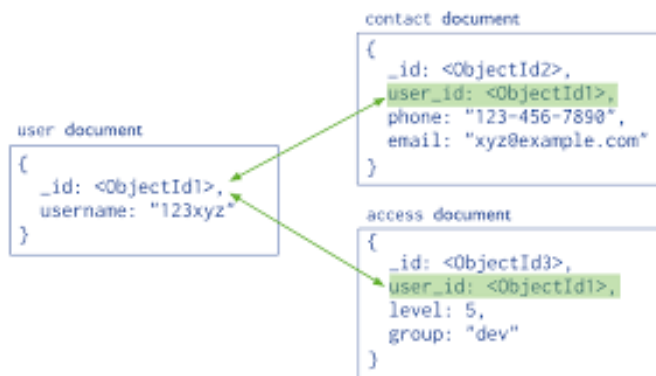 contact document
{
_id: <ObjectId2>,
user_id: <ObjectId1>,
phone: "123-456-7890",
email: "xyz@example.com"
}
user document
{
_id: <ObjectId1>,
username: "123xyz"
}
access document
{
_id: <ObjectId3>,
user_id: <ObjectId1>,
level: 5,
group: "dev"
}